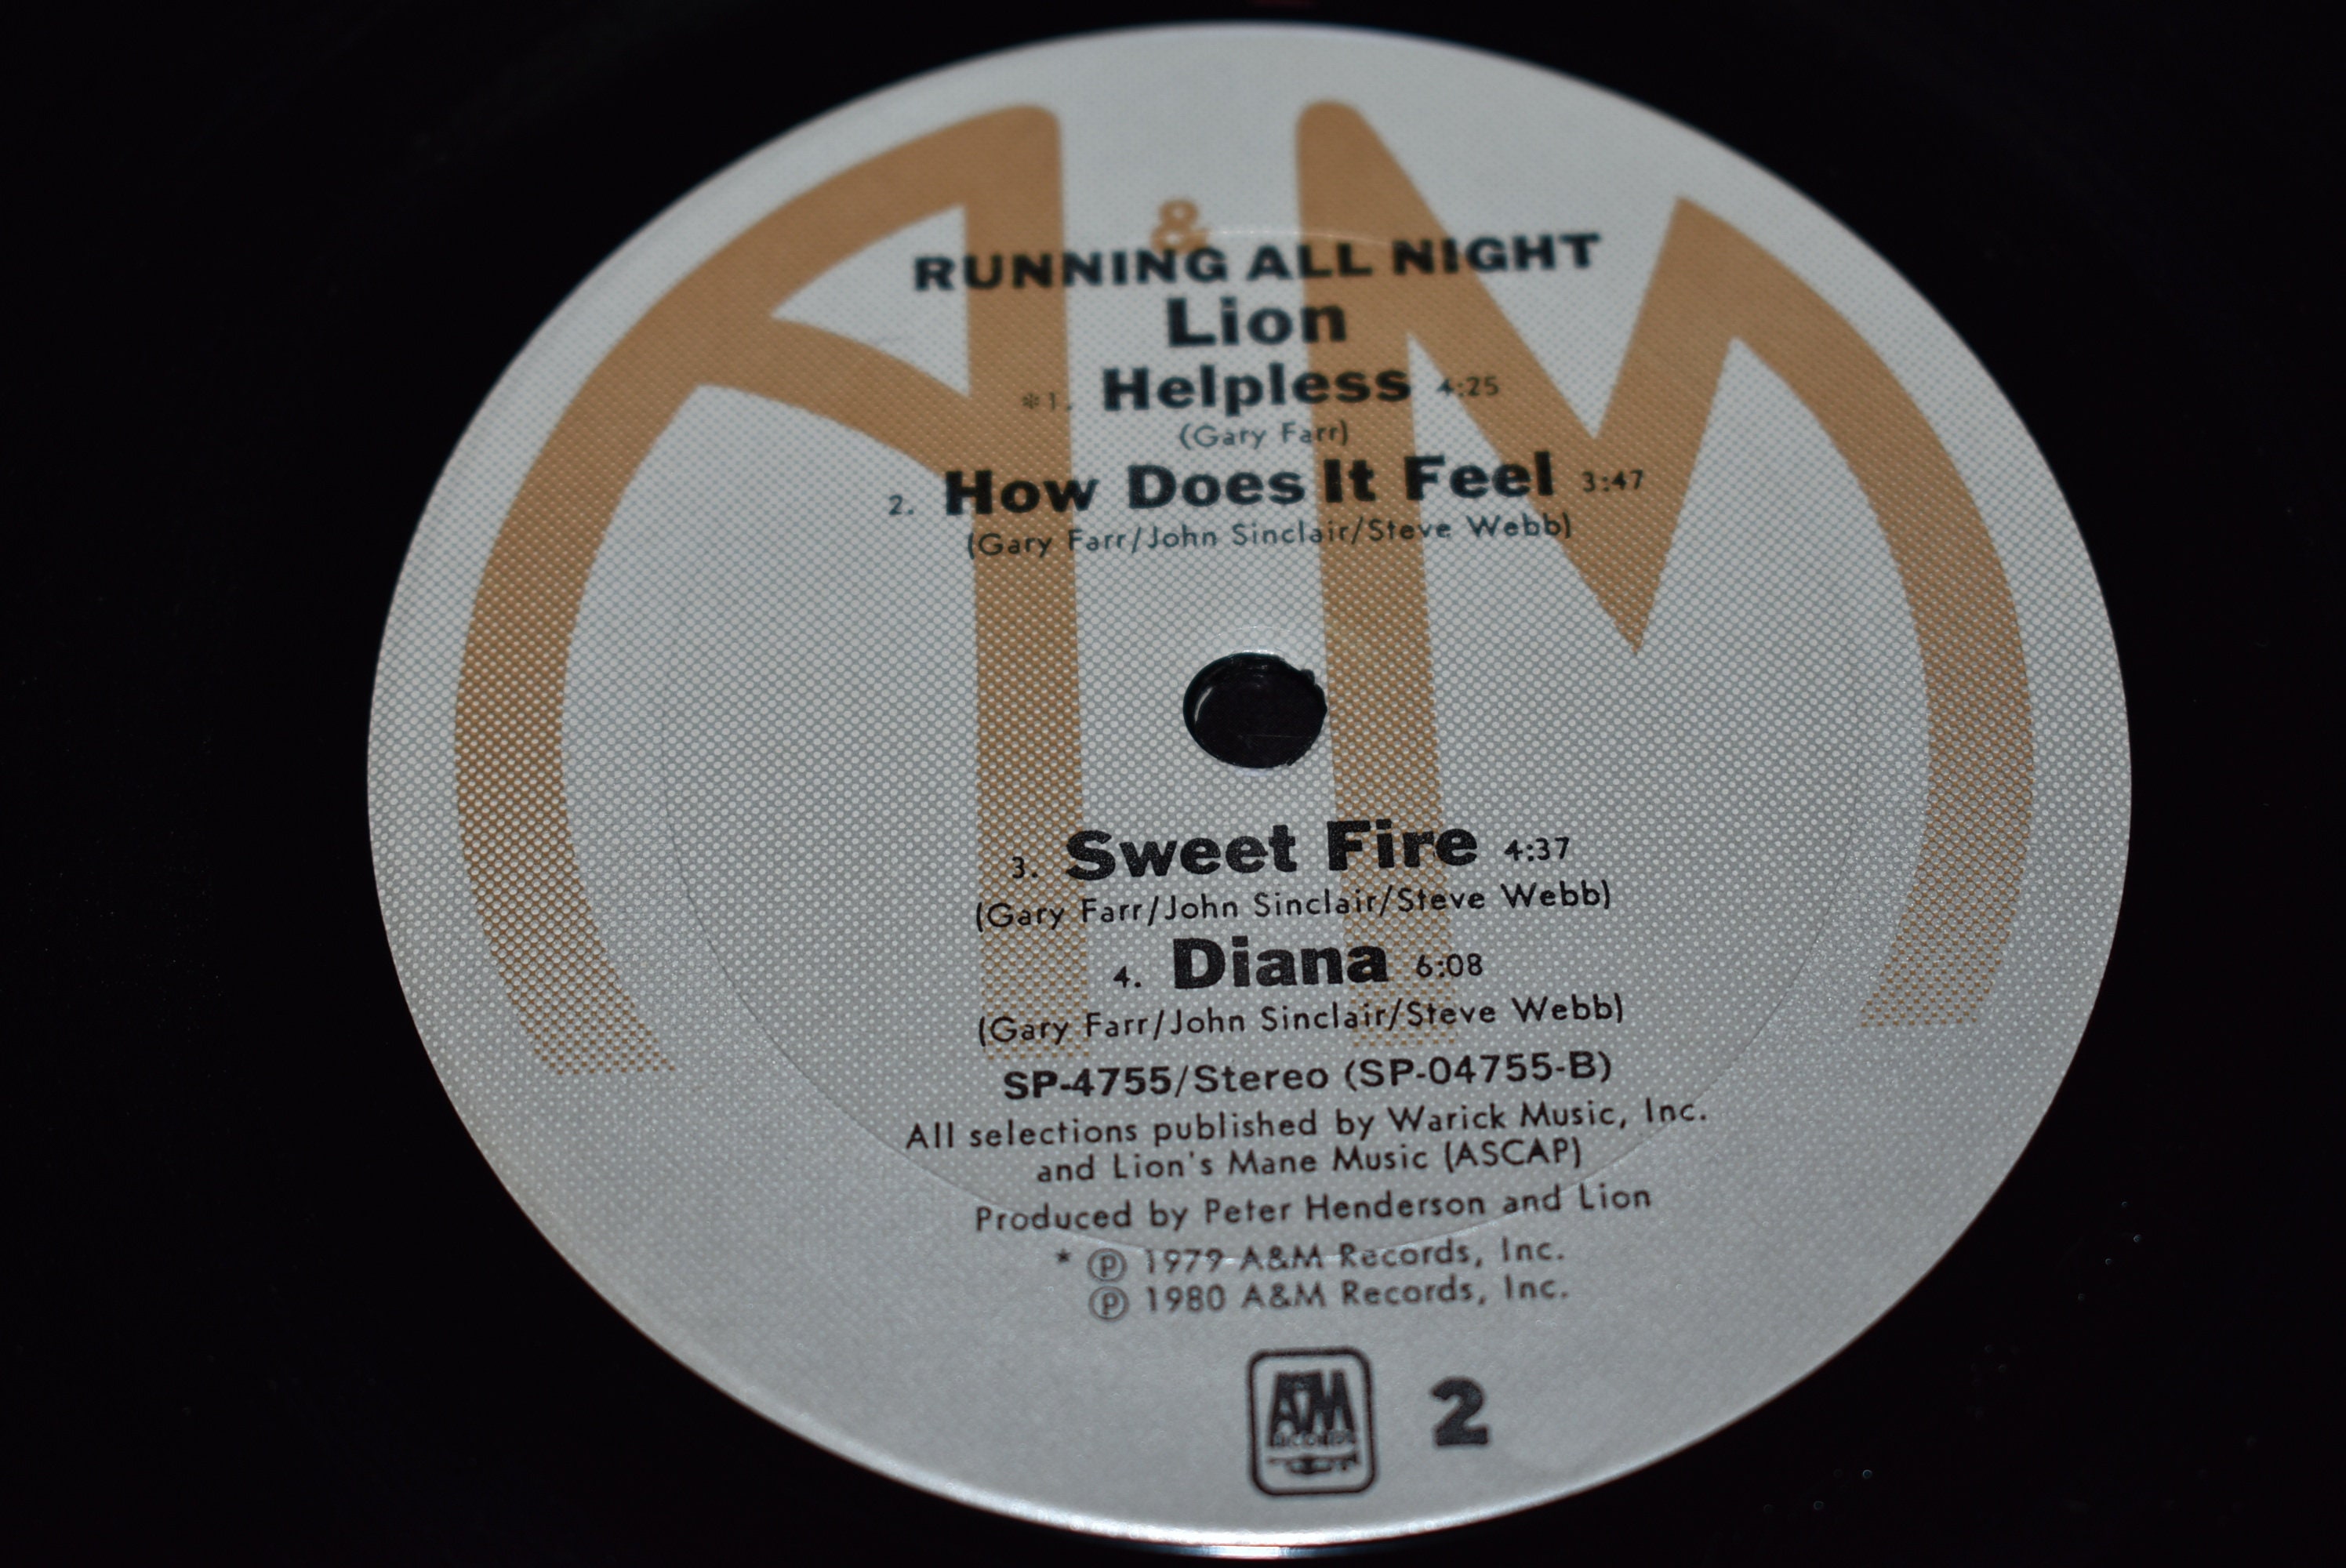 A & M
RUNNING ALL NIGHT
Lion
*1. Helpless 4:25
(Gary Farr)
2. How Does It Feel 3:47
(Gary Farr/John Sinclair/Steve Webb)
3. Sweet Fire 4:37
(Gary Farr/John Sinclair/Steve Webb)
4. Diana 6:08
(Gary Farr/John Sinclair/Steve Webb)
SP-4755/Stereo (SP-04755-B)
All selections published by Warick Music, Inc.
and Lion's Mane Music (ASCAP)
Produced by Peter Henderson and Lion
* ℗ 1979 A&M Records, Inc.
℗ 1980 A&M Records, Inc.
A&M 2
RECORDS